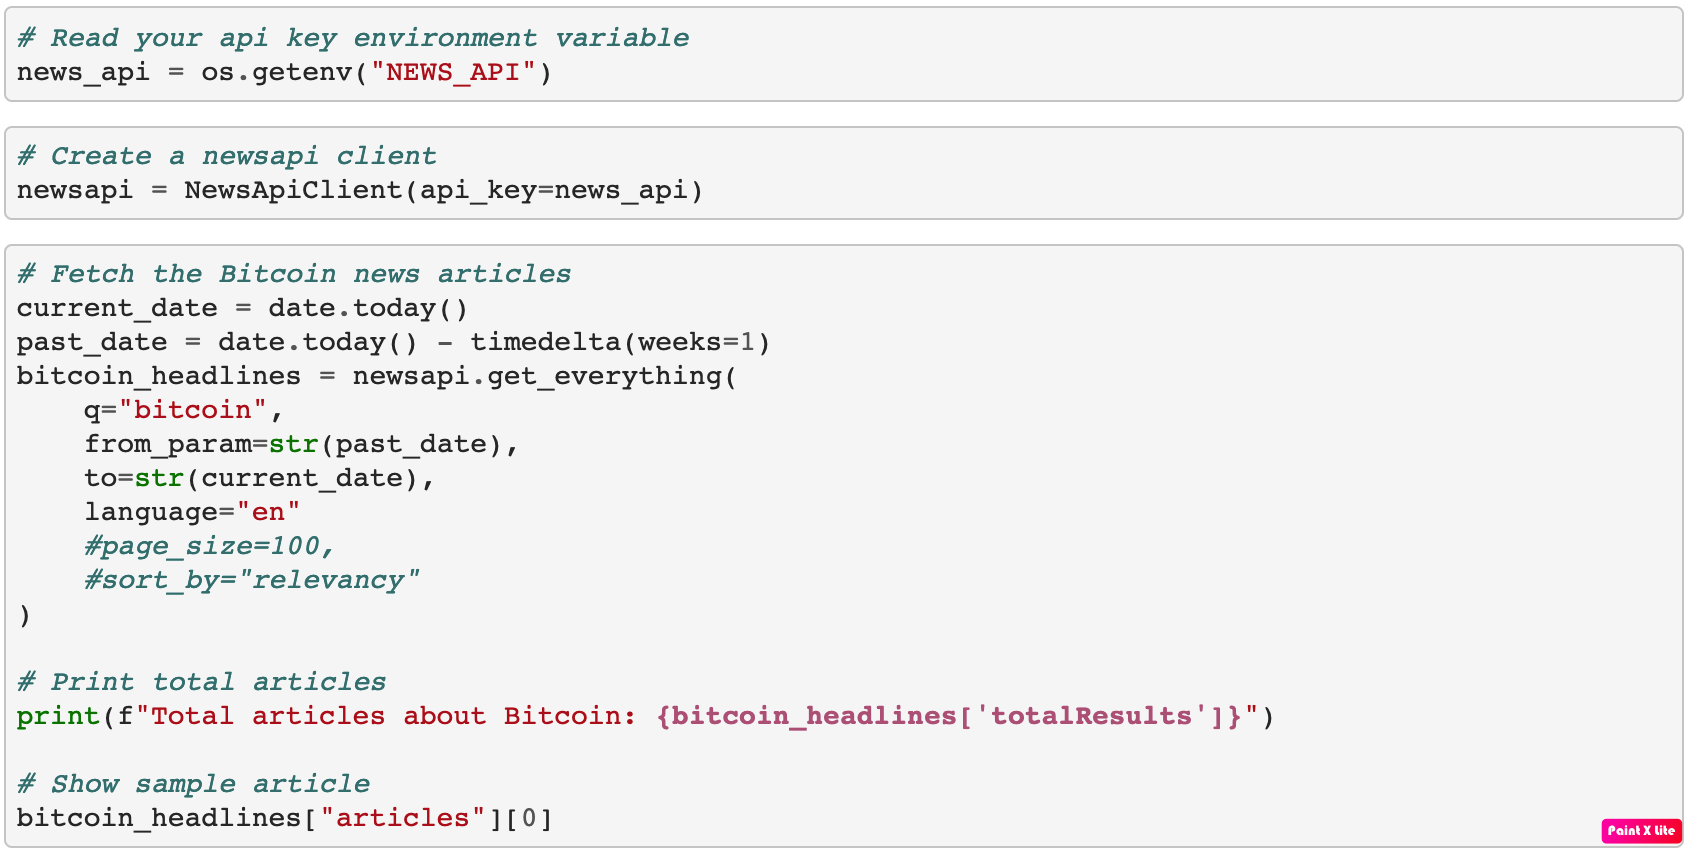 # Read your api key environment variable
news_api = os.getenv("NEWS_API")
# Create a newsapi client
newsapi = NewsApiClient(api_key=news_api)
# Fetch the Bitcoin news articles
current_date = date.today()
past_date = date.today() - timedelta(weeks=1)
bitcoin_headlines = newsapi.get_everything(
    q="bitcoin",
    from_param=str(past_date),
    to=str(current_date),
    language="en"
    #page_size=100,
    #sort_by="relevancy"
)
# Print total articles
print(f"Total articles about Bitcoin: {bitcoin_headlines['totalResults']}")
# Show sample article
bitcoin_headlines["articles"][0]
Paint X Lite